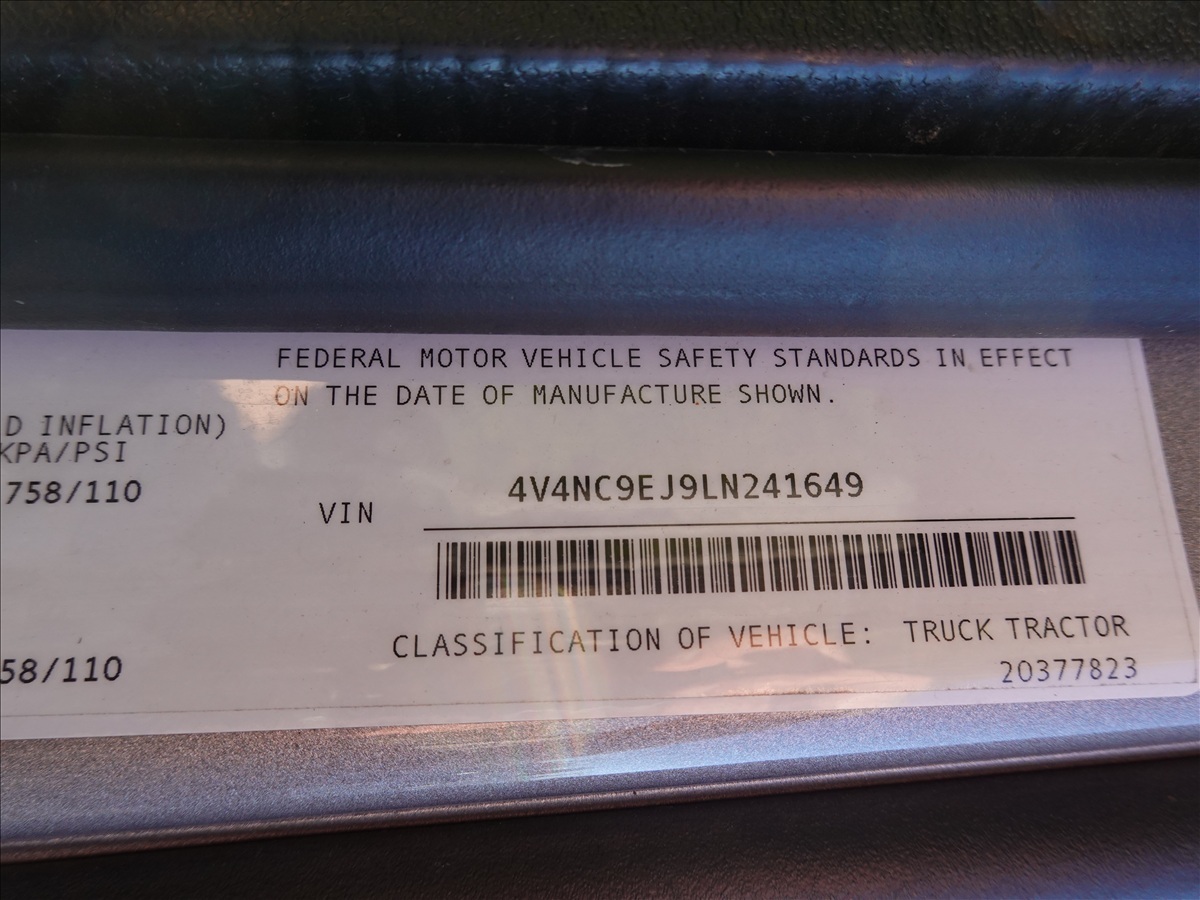 FEDERAL MOTOR VEHICLE SAFETY STANDARDS IN EFFECT
ON THE DATE OF MANUFACTURE SHOWN.
D INFLATION)
KPA/PSI
758/110
VIN 4V4NC9EJ9LN241649
CLASSIFICATION OF VEHICLE: TRUCK TRACTOR
58/110
20377823